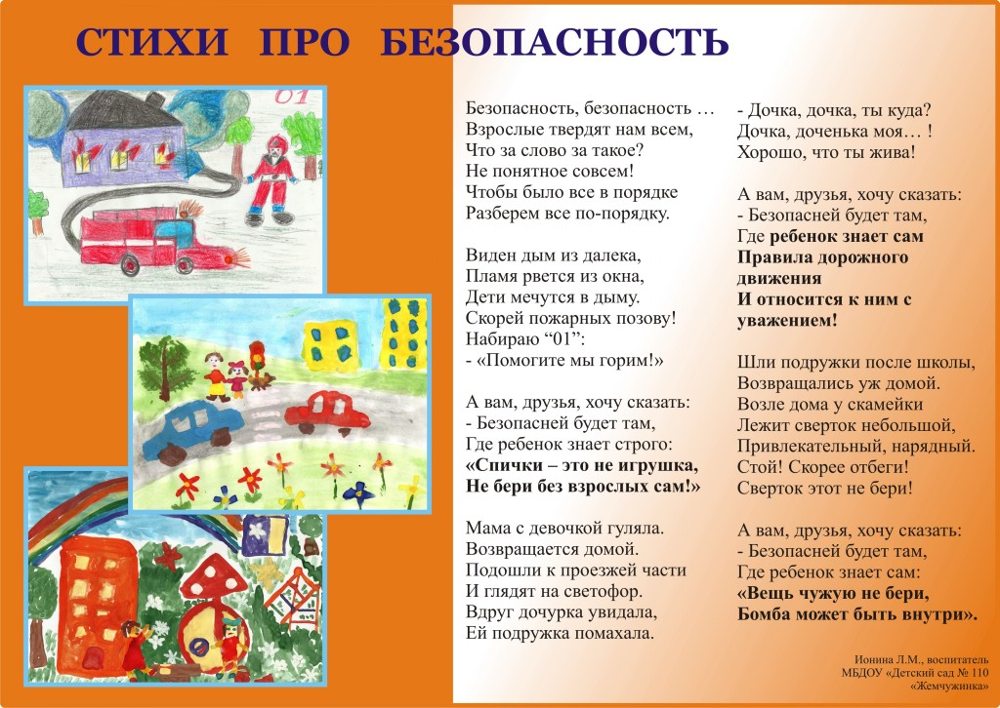 СТИХИ ПРО БЕЗОПАСНОСТЬ
01
Безопасность, безопасность …
Взрослые твердят нам всем,
Что за слово за такое?
Не понятное совсем!
Чтобы было все в порядке
Разберем все по-порядку.
Виден дым из далека,
Пламя рвется из окна,
Дети мечутся в дыму.
Скорей пожарных позову!
Набираю “01”:
- «Помогите мы горим!»
А вам, друзья, хочу сказать:
- Безопасней будет там,
Где ребенок знает строго:
«Спички – это не игрушка,
Не бери без взрослых сам!»
Мама с девочкой гуляла.
Возвращается домой.
Подошли к проезжей части
И глядят на светофор.
Вдруг дочурка увидала,
Ей подружка помахала.
- Дочка, дочка, ты куда?
Дочка, доченька моя… !
Хорошо, что ты жива!
А вам, друзья, хочу сказать:
- Безопасней будет там,
Где ребенок знает сам
Правила дорожного
движения
И относится к ним с
уважением!
Шли подружки после школы,
Возвращались уж домой.
Возле дома у скамейки
Лежит сверток небольшой,
Привлекательный, нарядный.
Стой! Скорее отбеги!
Сверток этот не бери!
А вам, друзья, хочу сказать:
- Безопасней будет там,
Где ребенок знает сам:
«Вещь чужую не бери,
Бомба может быть внутри».
Ионина Л.М., воспитатель
МБДОУ «Детский сад № 110
«Жемчужинка»